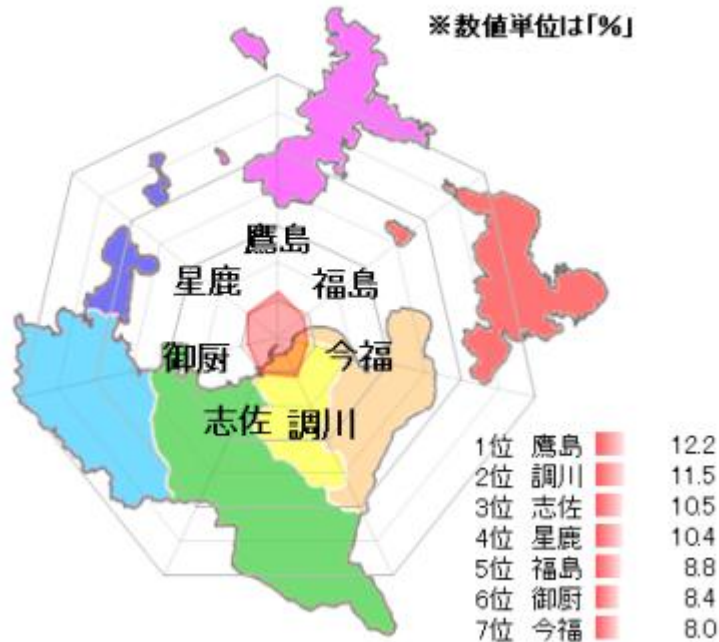 ※数値単位は「%」
鷹島
星鹿 福島
御厨 今福
志佐 調川
1位 鷹島 12.2
2位 調川 11.5
3位 志佐 10.5
4位 星鹿 10.4
5位 福島 8.8
6位 御厨 8.4
7位 今福 8.0